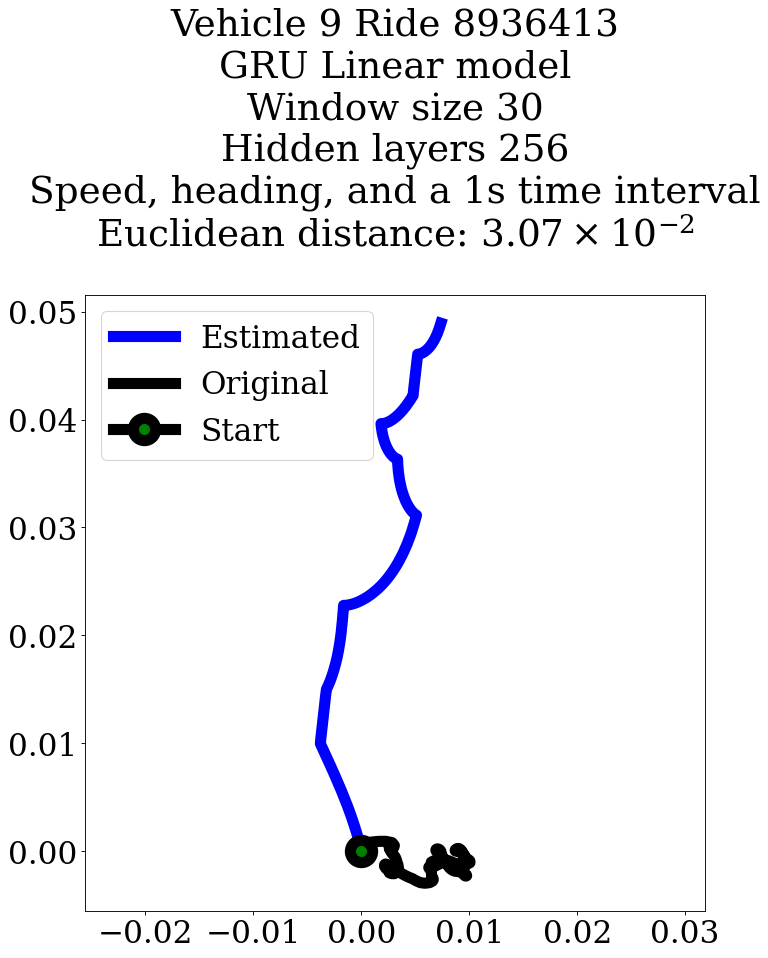 Vehicle 9 Ride 8936413
GRU Linear model
Window size 30
Hidden layers 256
Speed, heading, and a 1s time interval
Euclidean distance: 3.07 × 10⁻²
0.05
0.04
0.03
0.02
0.01
0.00
Estimated
Original
Start
−0.02 −0.01 0.00 0.01 0.02 0.03